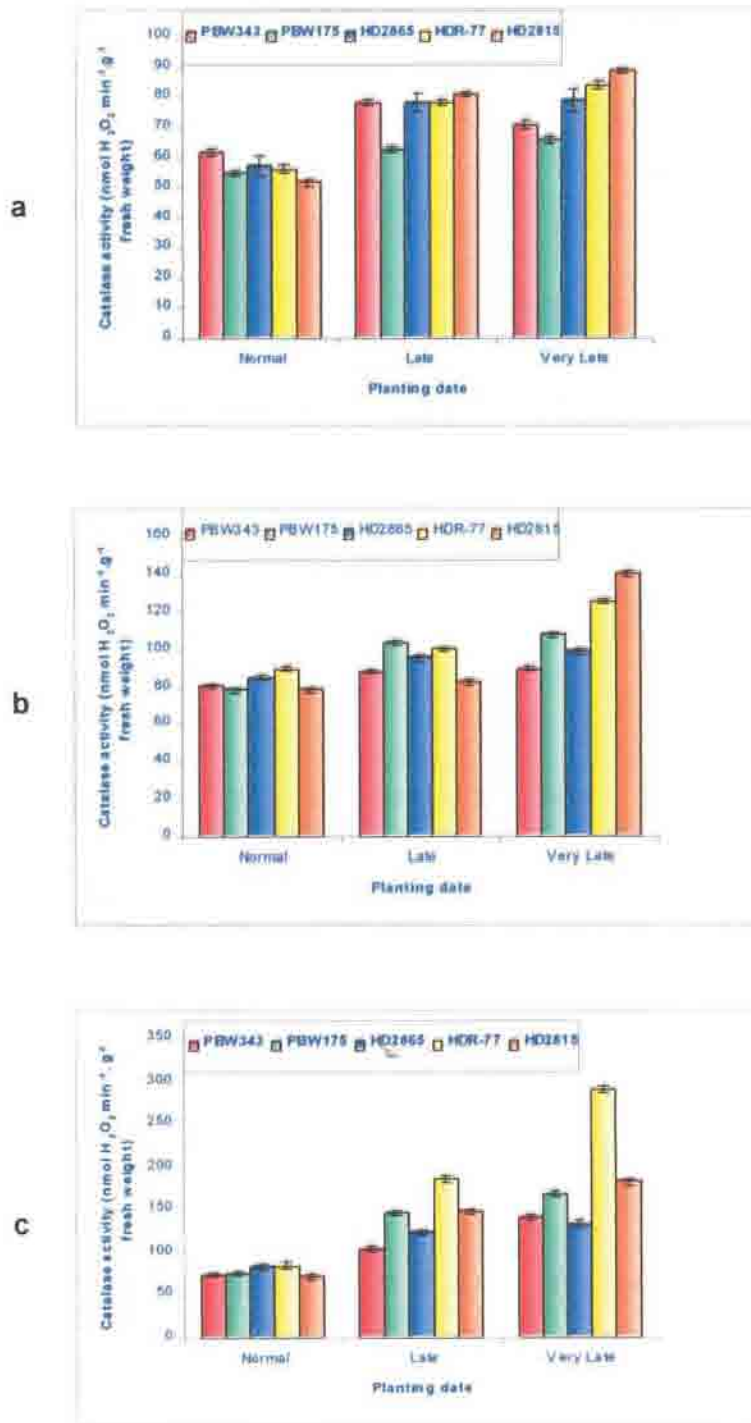 a
PBW343 PBW175 HD2865 HDR-77 HD2815
Catalase activity (nmol H2O2 min-1.g-1
fresh weight)
100
90
80
70
60
50
40
30
20
10
0
Normal Late Very Late
Planting date
b
PBW343 PBW175 HD2865 HDR-77 HD2815
Catalase activity (nmol H2O2 min-1.g-1
fresh weight)
160
140
120
100
80
60
40
20
0
Normal Late Very Late
Planting date
c
PBW343 PBW175 HD2865 HDR-77 HD2815
Catalase activity (nmol H2O2 min-1.g-1
fresh weight)
350
300
250
200
150
100
50
0
Normal Late Very Late
Planting date